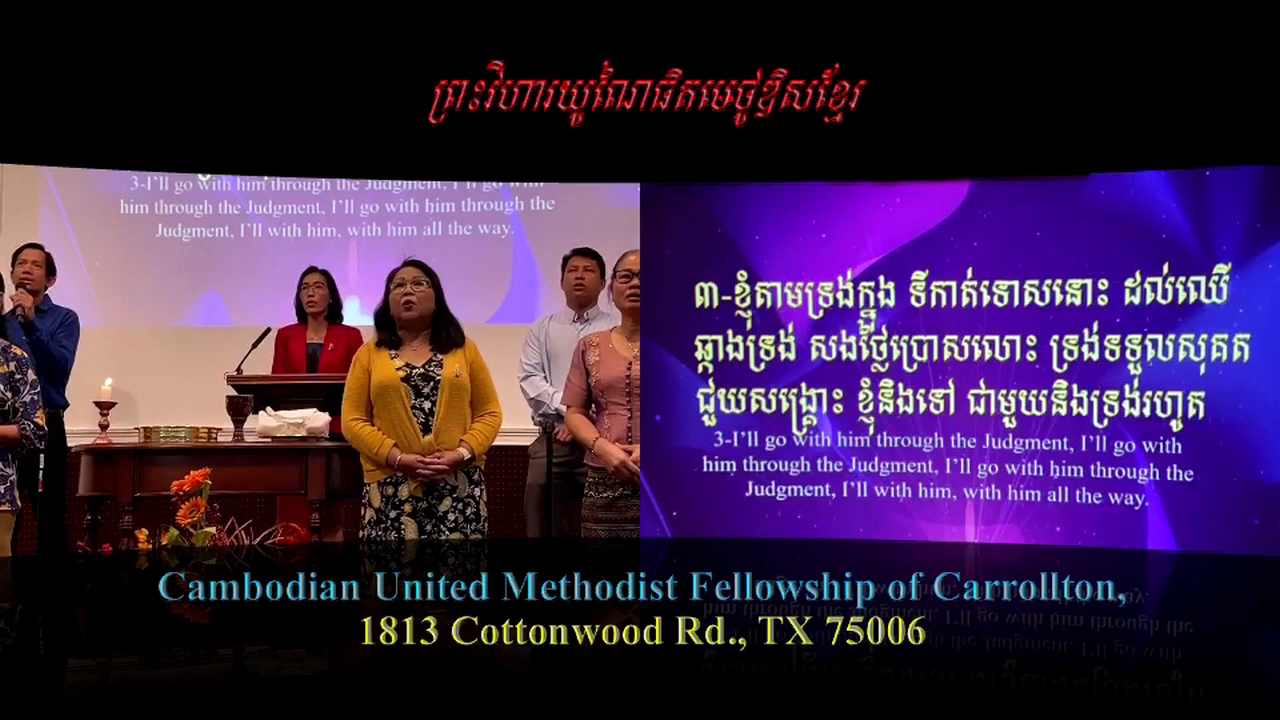 ព្រះវិហារយូណៃធិតមេថូឌីសខ្មែរ
3-I'll go with him through the Judgment, I'll go with
him through the Judgment, I'll go with him through the
Judgment, I'll with him, with him all the way.
៣-ខ្ញុំតាមទ្រង់ក្នុង ទីកាត់ទោសនោះ ដល់ឈើ
ឆ្កាងទ្រង់ សងថ្លៃប្រោសលោះ ទ្រង់ទទួលសុគត
ជួយសង្គ្រោះ ខ្ញុំនិងទៅ ជាមួយនិងទ្រង់រហូត
3-I'll go with him through the Judgment, I'll go with
him through the Judgment, I'll go with him through the
Judgment, I'll with him, with him all the way.
Cambodian United Methodist Fellowship of Carrollton,
1813 Cottonwood Rd., TX 75006